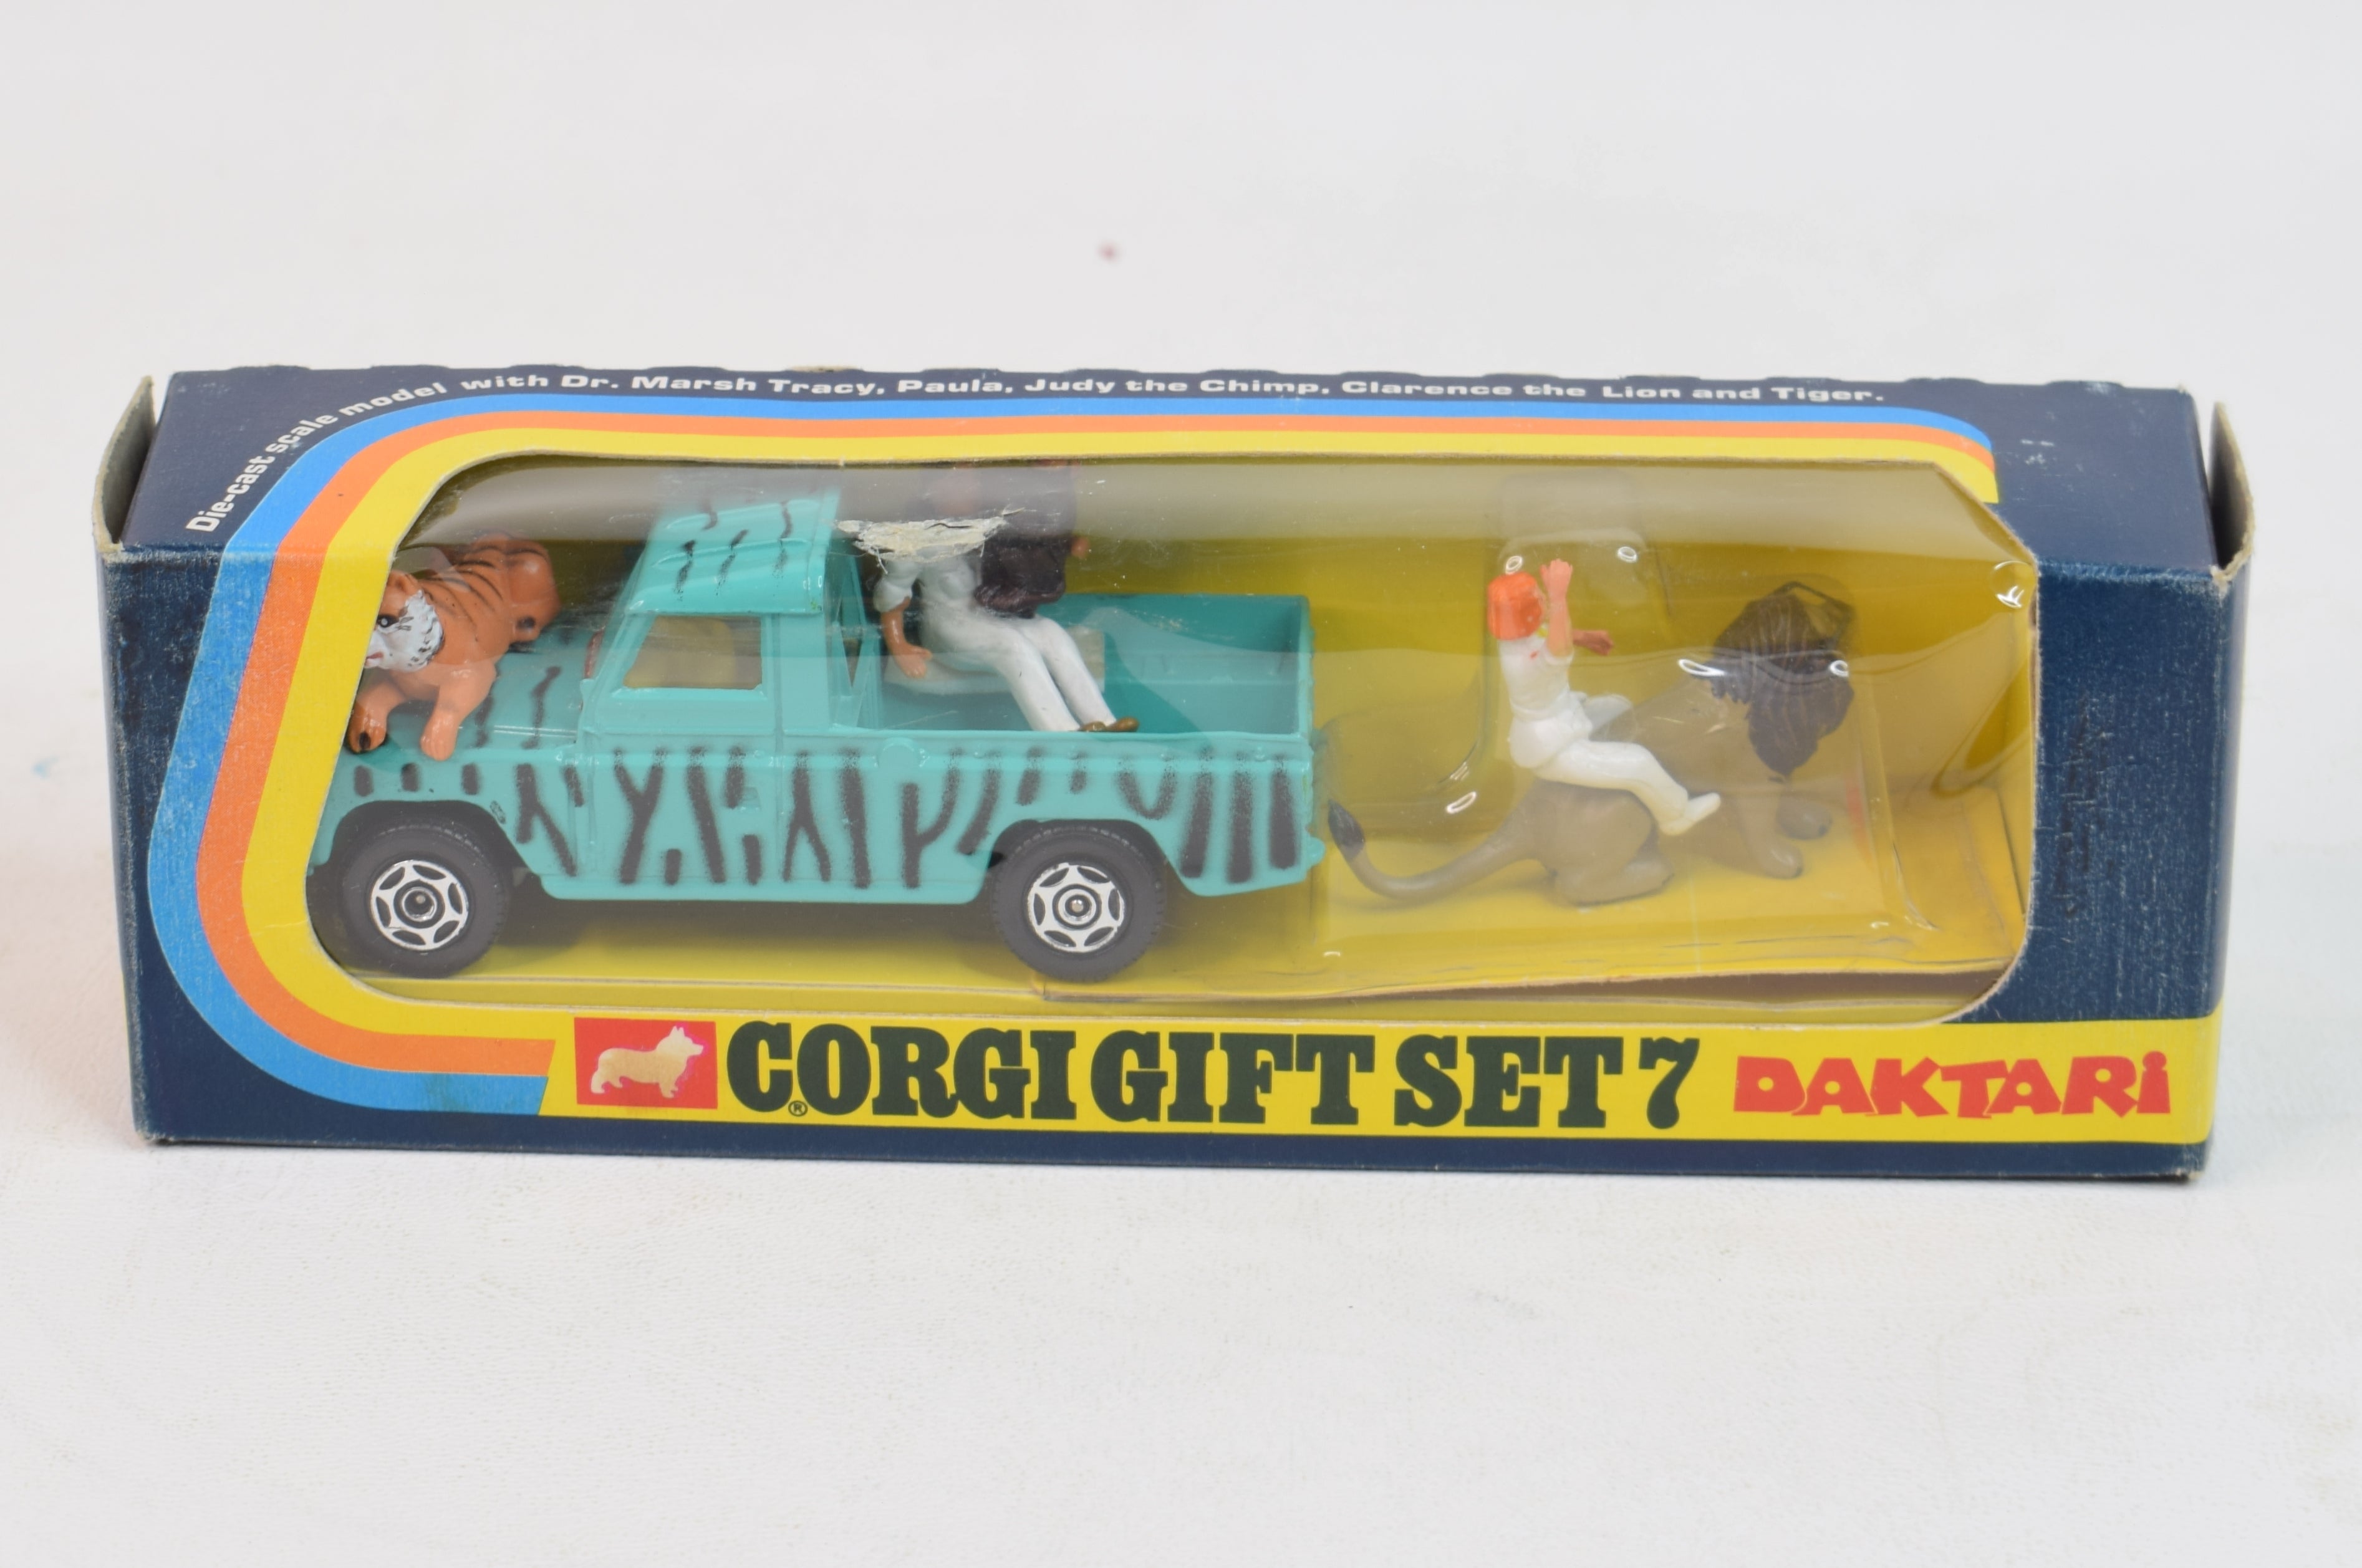 Die-cast scale model with Dr. Marsh Tracy, Paula, Judy the Chimp, Clarence the Lion and Tiger.
CORGI GIFT SET 7 DAKTARi
®